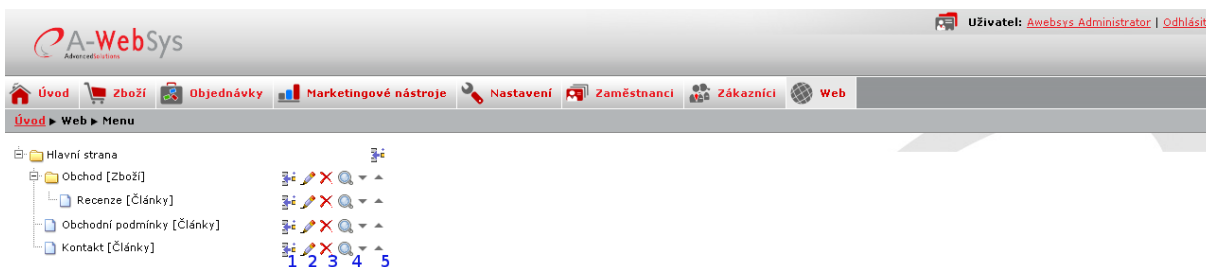 Uživatel: Awebsys Administrator | Odhlásit
A-WebSys
AdvancedSolutions
Úvod Zboží Objednávky Marketingové nástroje Nastavení Zaměstnanci Zákazníci Web
Úvod ▸ Web ▸ Menu
Hlavní strana
Obchod [Zboží]
Recenze [Články]
Obchodní podmínky [Články]
Kontakt [Články]
1 2 3 4 5